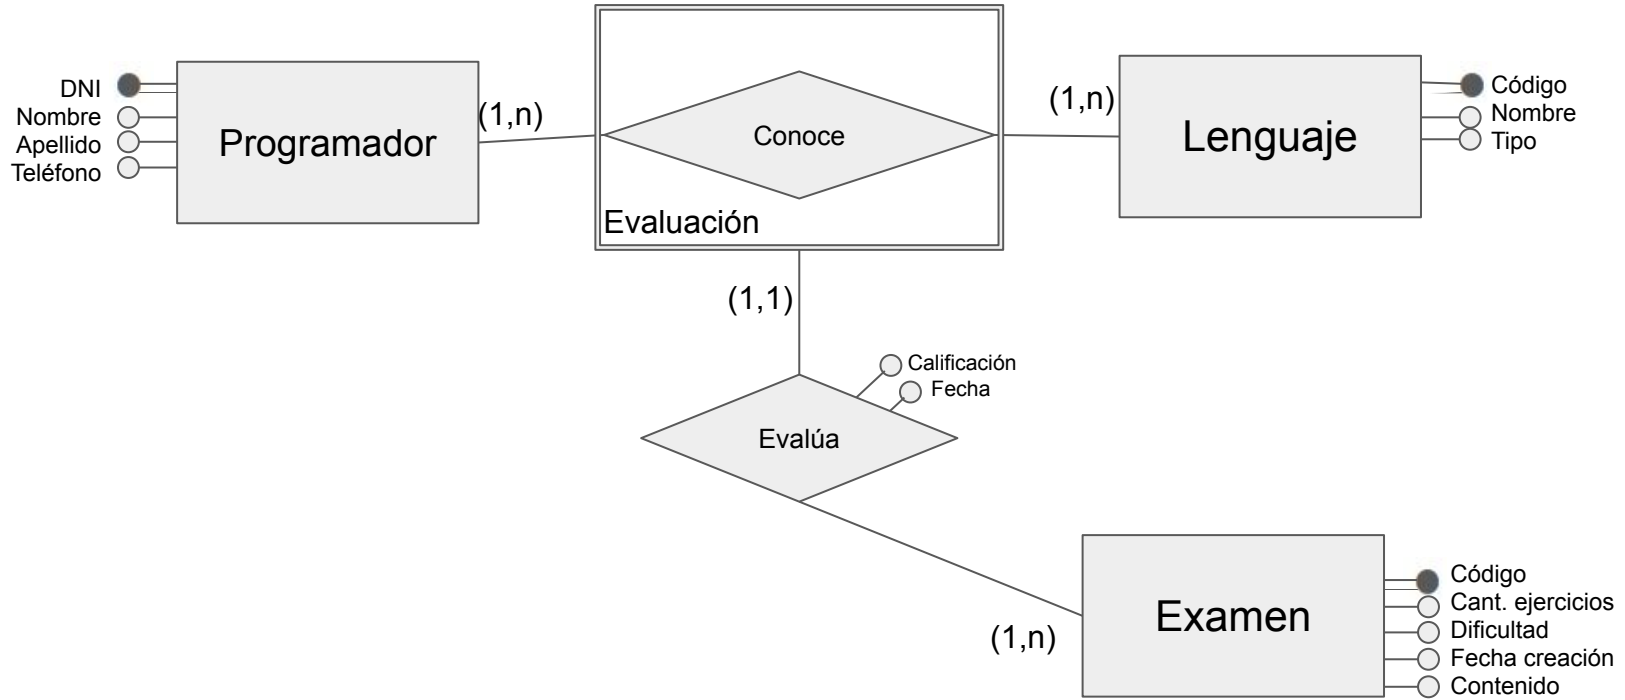 DNI
Nombre
Apellido
Teléfono
Programador
(1,n)
Conoce
Evaluación
(1,n)
Lenguaje
Código
Nombre
Tipo
(1,1)
Calificación
Fecha
Evalúa
(1,n)
Examen
Código
Cant. ejercicios
Dificultad
Fecha creación
Contenido